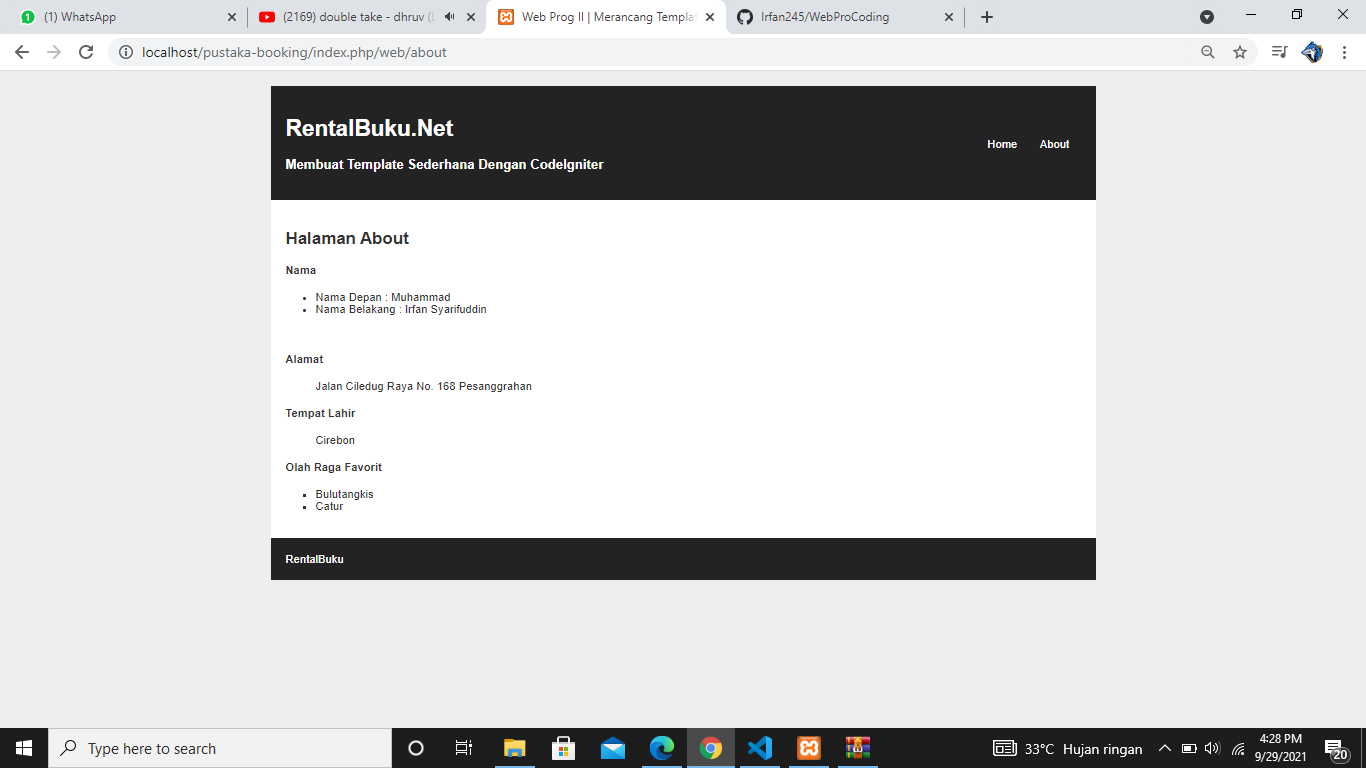 (1) WhatsApp
(2169) double take - dhruv
Web Prog II | Merancang Templa
Irfan245/WebProCoding
localhost/pustaka-booking/index.php/web/about
RentalBuku.Net
Home About
Membuat Template Sederhana Dengan CodeIgniter
Halaman About
Nama
Nama Depan : Muhammad
Nama Belakang : Irfan Syarifuddin
Alamat
Jalan Ciledug Raya No. 168 Pesanggrahan
Tempat Lahir
Cirebon
Olah Raga Favorit
Bulutangkis
Catur
RentalBuku
Type here to search
33°C Hujan ringan
4:28 PM
9/29/2021
20